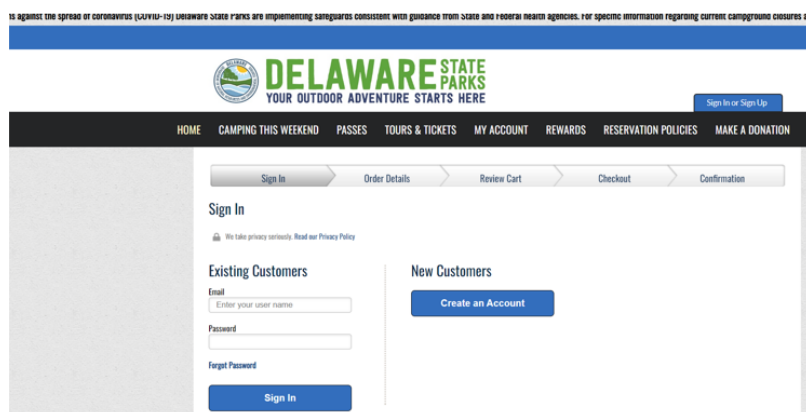 ns against the spread of coronavirus (COVID-19) Delaware State Parks are implementing safeguards consistent with guidance from State and Federal health agencies. For specific information regarding current campground closures a
DELAWARE STATE PARKS
YOUR OUTDOOR ADVENTURE STARTS HERE
Sign In or Sign Up
HOME CAMPING THIS WEEKEND PASSES TOURS & TICKETS MY ACCOUNT REWARDS RESERVATION POLICIES MAKE A DONATION
Sign In Order Details Review Cart Checkout Confirmation
Sign In
We take privacy seriously. Read our Privacy Policy
Existing Customers New Customers
Email
Enter your user name
Create an Account
Password
Forgot Password
Sign In